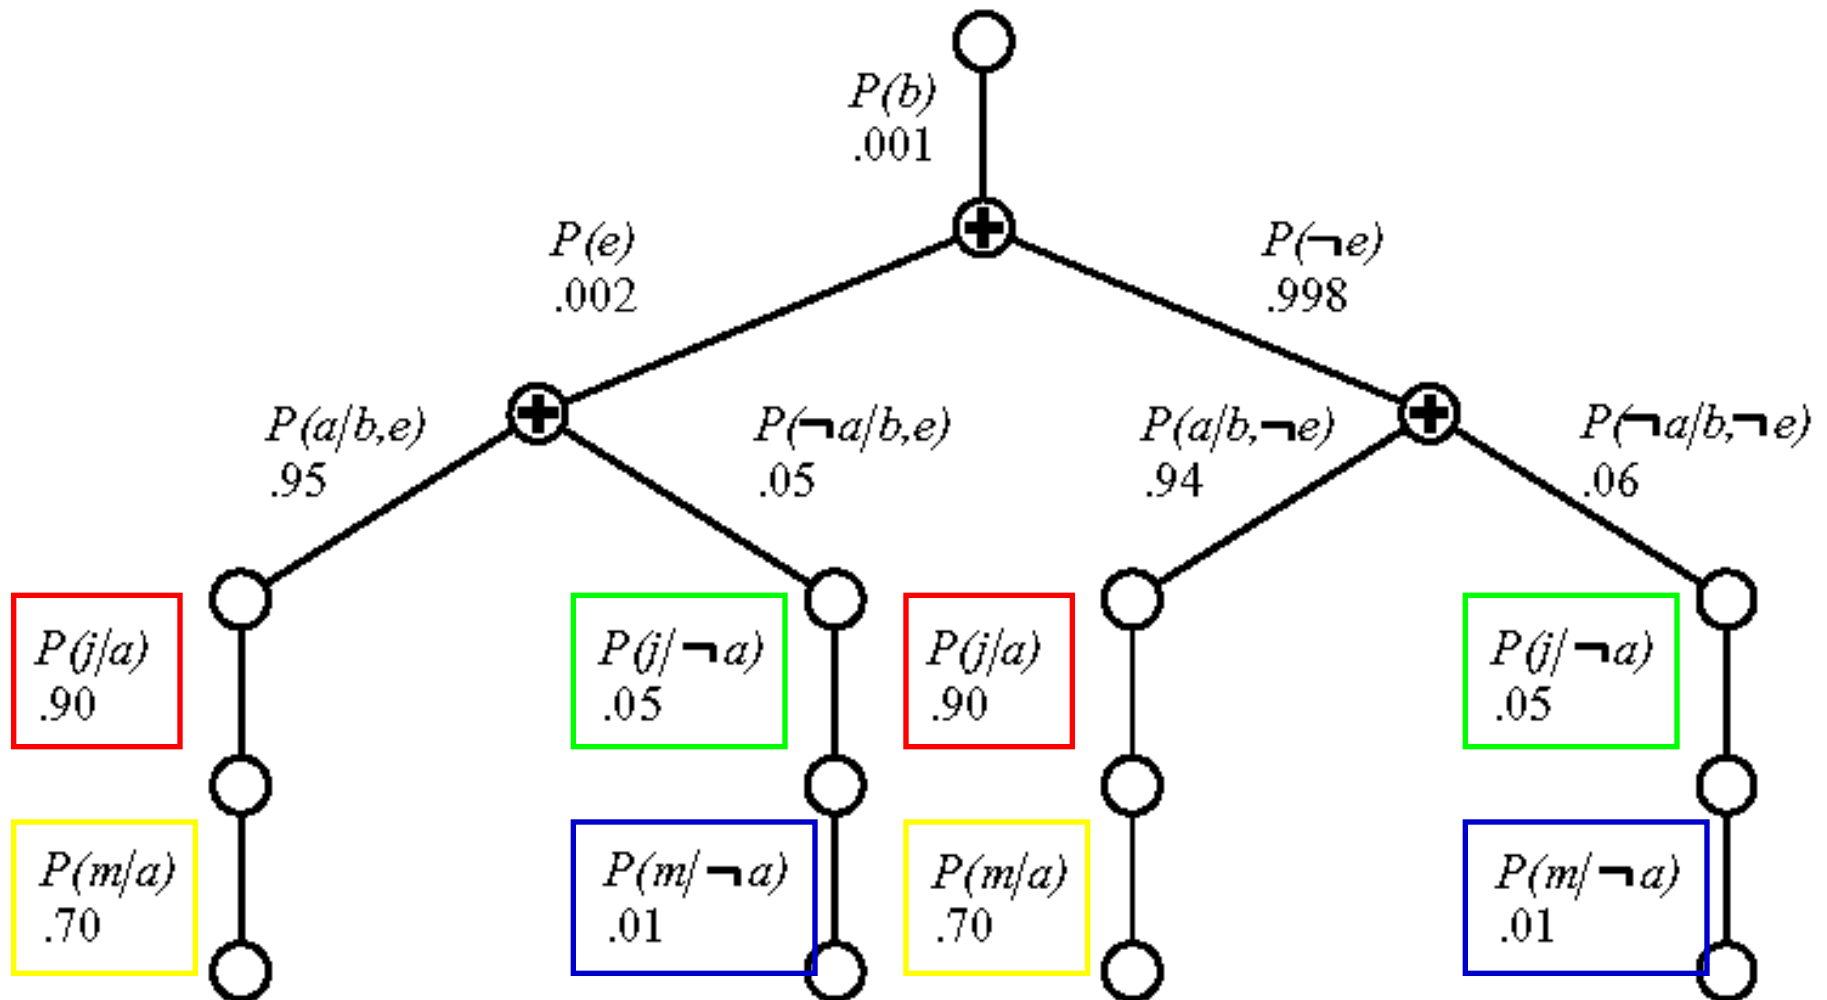 P(b)
.001
P(e)
.002
P(¬e)
.998
P(a/b,e)
.95
P(¬a/b,e)
.05
P(a/b,¬e)
.94
P(¬a/b,¬e)
.06
P(j/a)
.90
P(j/¬a)
.05
P(j/a)
.90
P(j/¬a)
.05
P(m/a)
.70
P(m/¬a)
.01
P(m/a)
.70
P(m/¬a)
.01